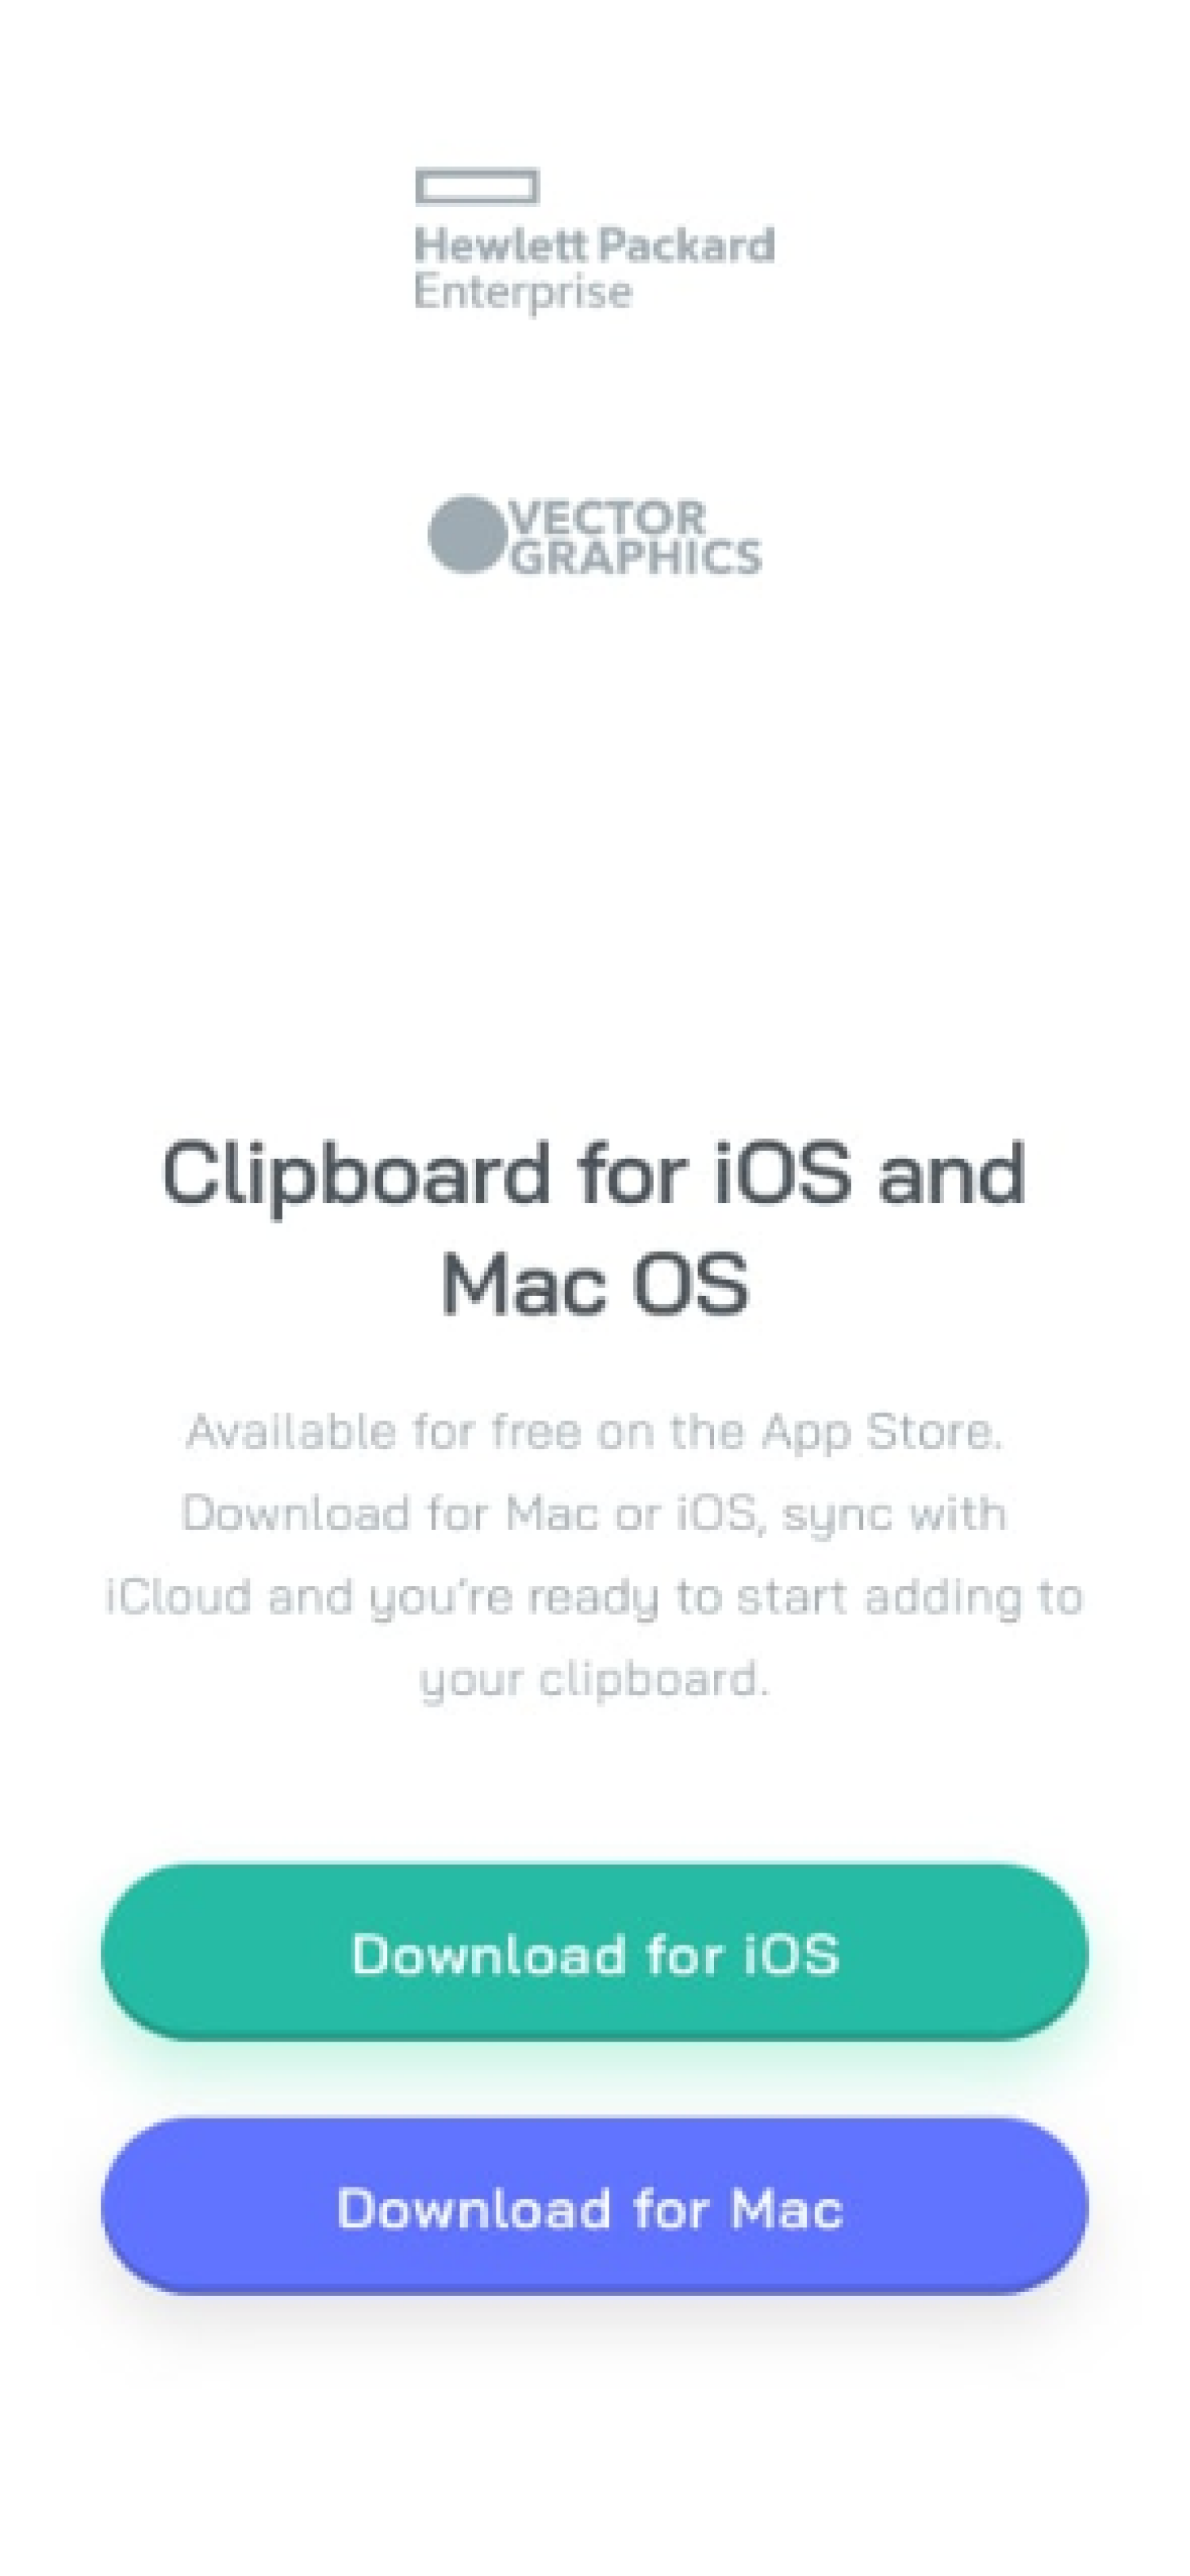 Hewlett Packard
Enterprise
VECTOR
GRAPHICS
Clipboard for iOS and
Mac OS
Available for free on the App Store.
Download for Mac or iOS, sync with
iCloud and you’re ready to start adding to
your clipboard.
Download for iOS
Download for Mac